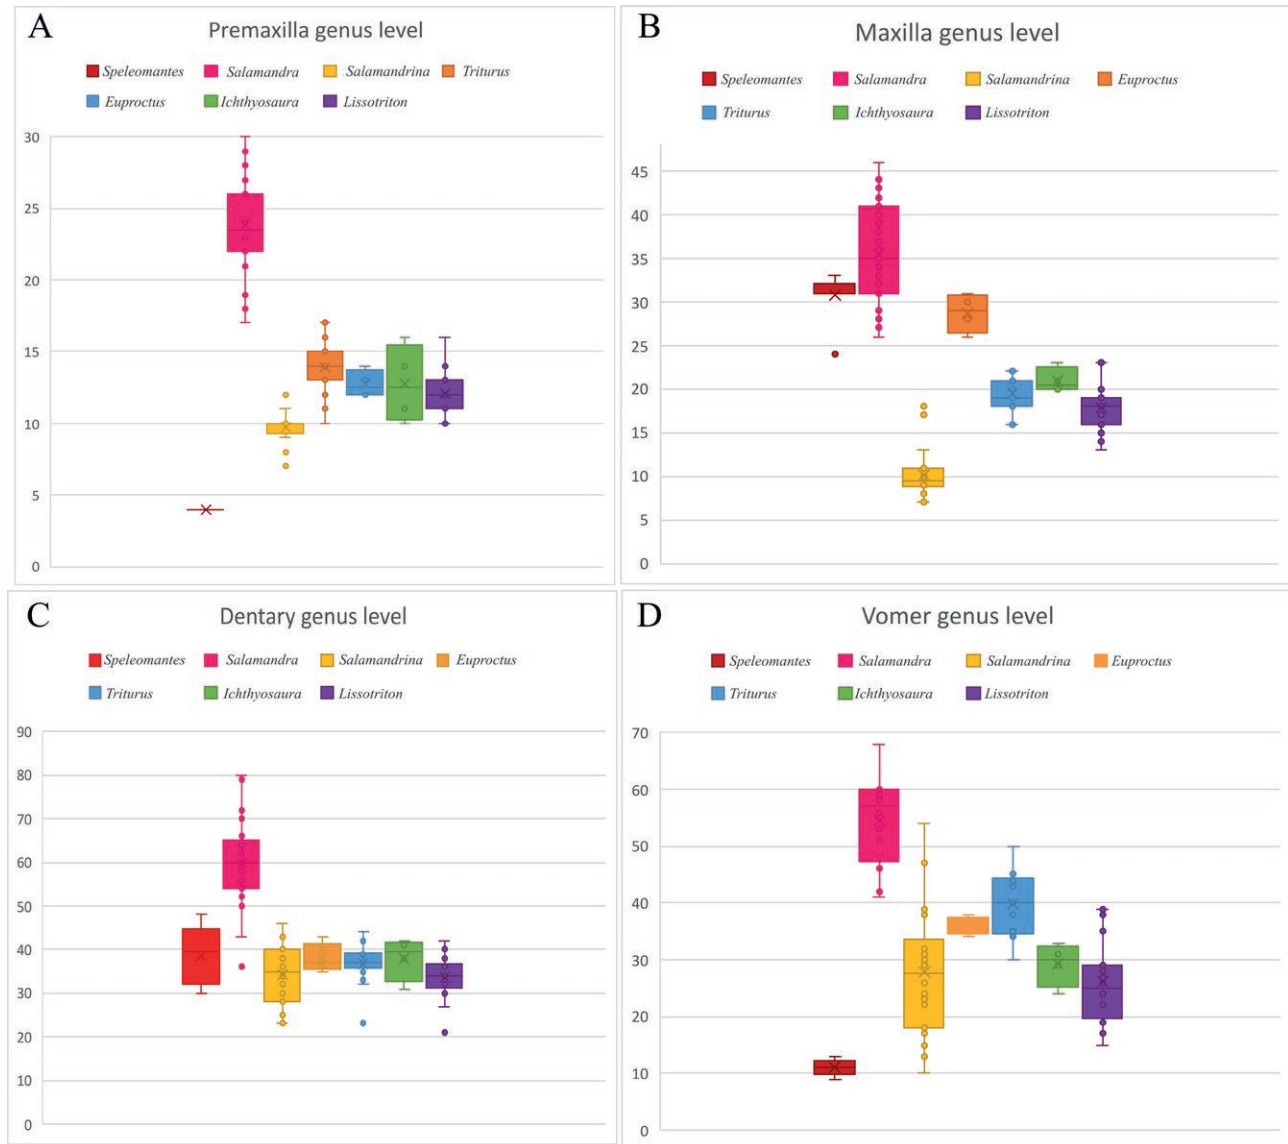 A
Premaxilla genus level
Speleomantes Salamandra Salamandrina Triturus
Euproctus Ichthyosaura Lissotriton
30
25
20
15
10
5
0
B
Maxilla genus level
Speleomantes Salamandra Salamandrina Euproctus
Triturus Ichthyosaura Lissotriton
45
40
35
30
25
20
15
10
5
0
C
Dentary genus level
Speleomantes Salamandra Salamandrina Euproctus
Triturus Ichthyosaura Lissotriton
90
80
70
60
50
40
30
20
10
0
D
Vomer genus level
Speleomantes Salamandra Salamandrina Euproctus
Triturus Ichthyosaura Lissotriton
70
60
50
40
30
20
10
0